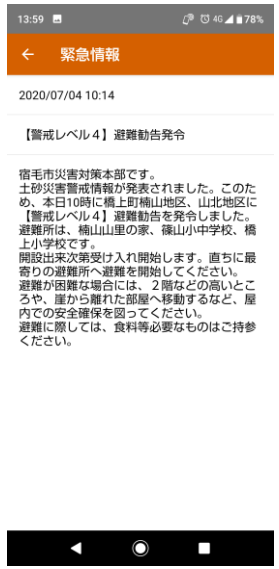 13:59 4G 78%
緊急情報
2020/07/04 10:14
【警戒レベル４】避難勧告発令
宿毛市災害対策本部です。
土砂災害警戒情報が発表されました。このた
め、本日10時に橋上町楠山地区、山北地区に
【警戒レベル４】避難勧告を発令しました。
避難所は、楠山山里の家、篠山小中学校、橋
上小学校です。
開設出来次第受け入れ開始します。直ちに最
寄りの避難所へ避難を開始してください。
避難が困難な場合には、２階などの高いとこ
ろや、崖から離れた部屋へ移動するなど、屋
内での安全確保を図ってください。
避難に際しては、食料等必要なものはご持参
ください。